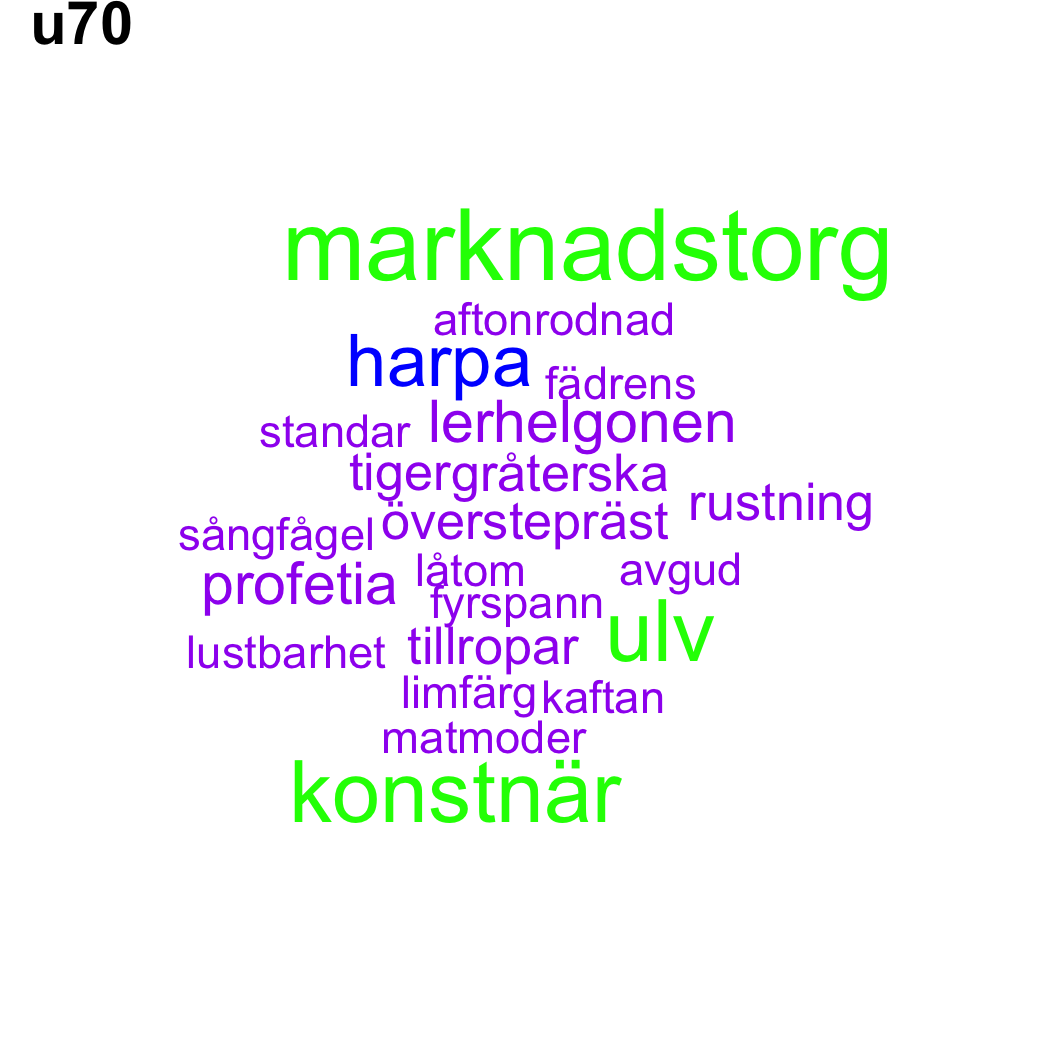 u70
marknadstorg
aftonrodnad
harpa
fädrens
standar
lerhelgonen
tigergråterska
rustning
överstepräst
sångfågel
låtom
avgud
profetia
fyrspann
ulv
lustbarhet
tillropar
limfärg
kaftan
matmoder
konstnär